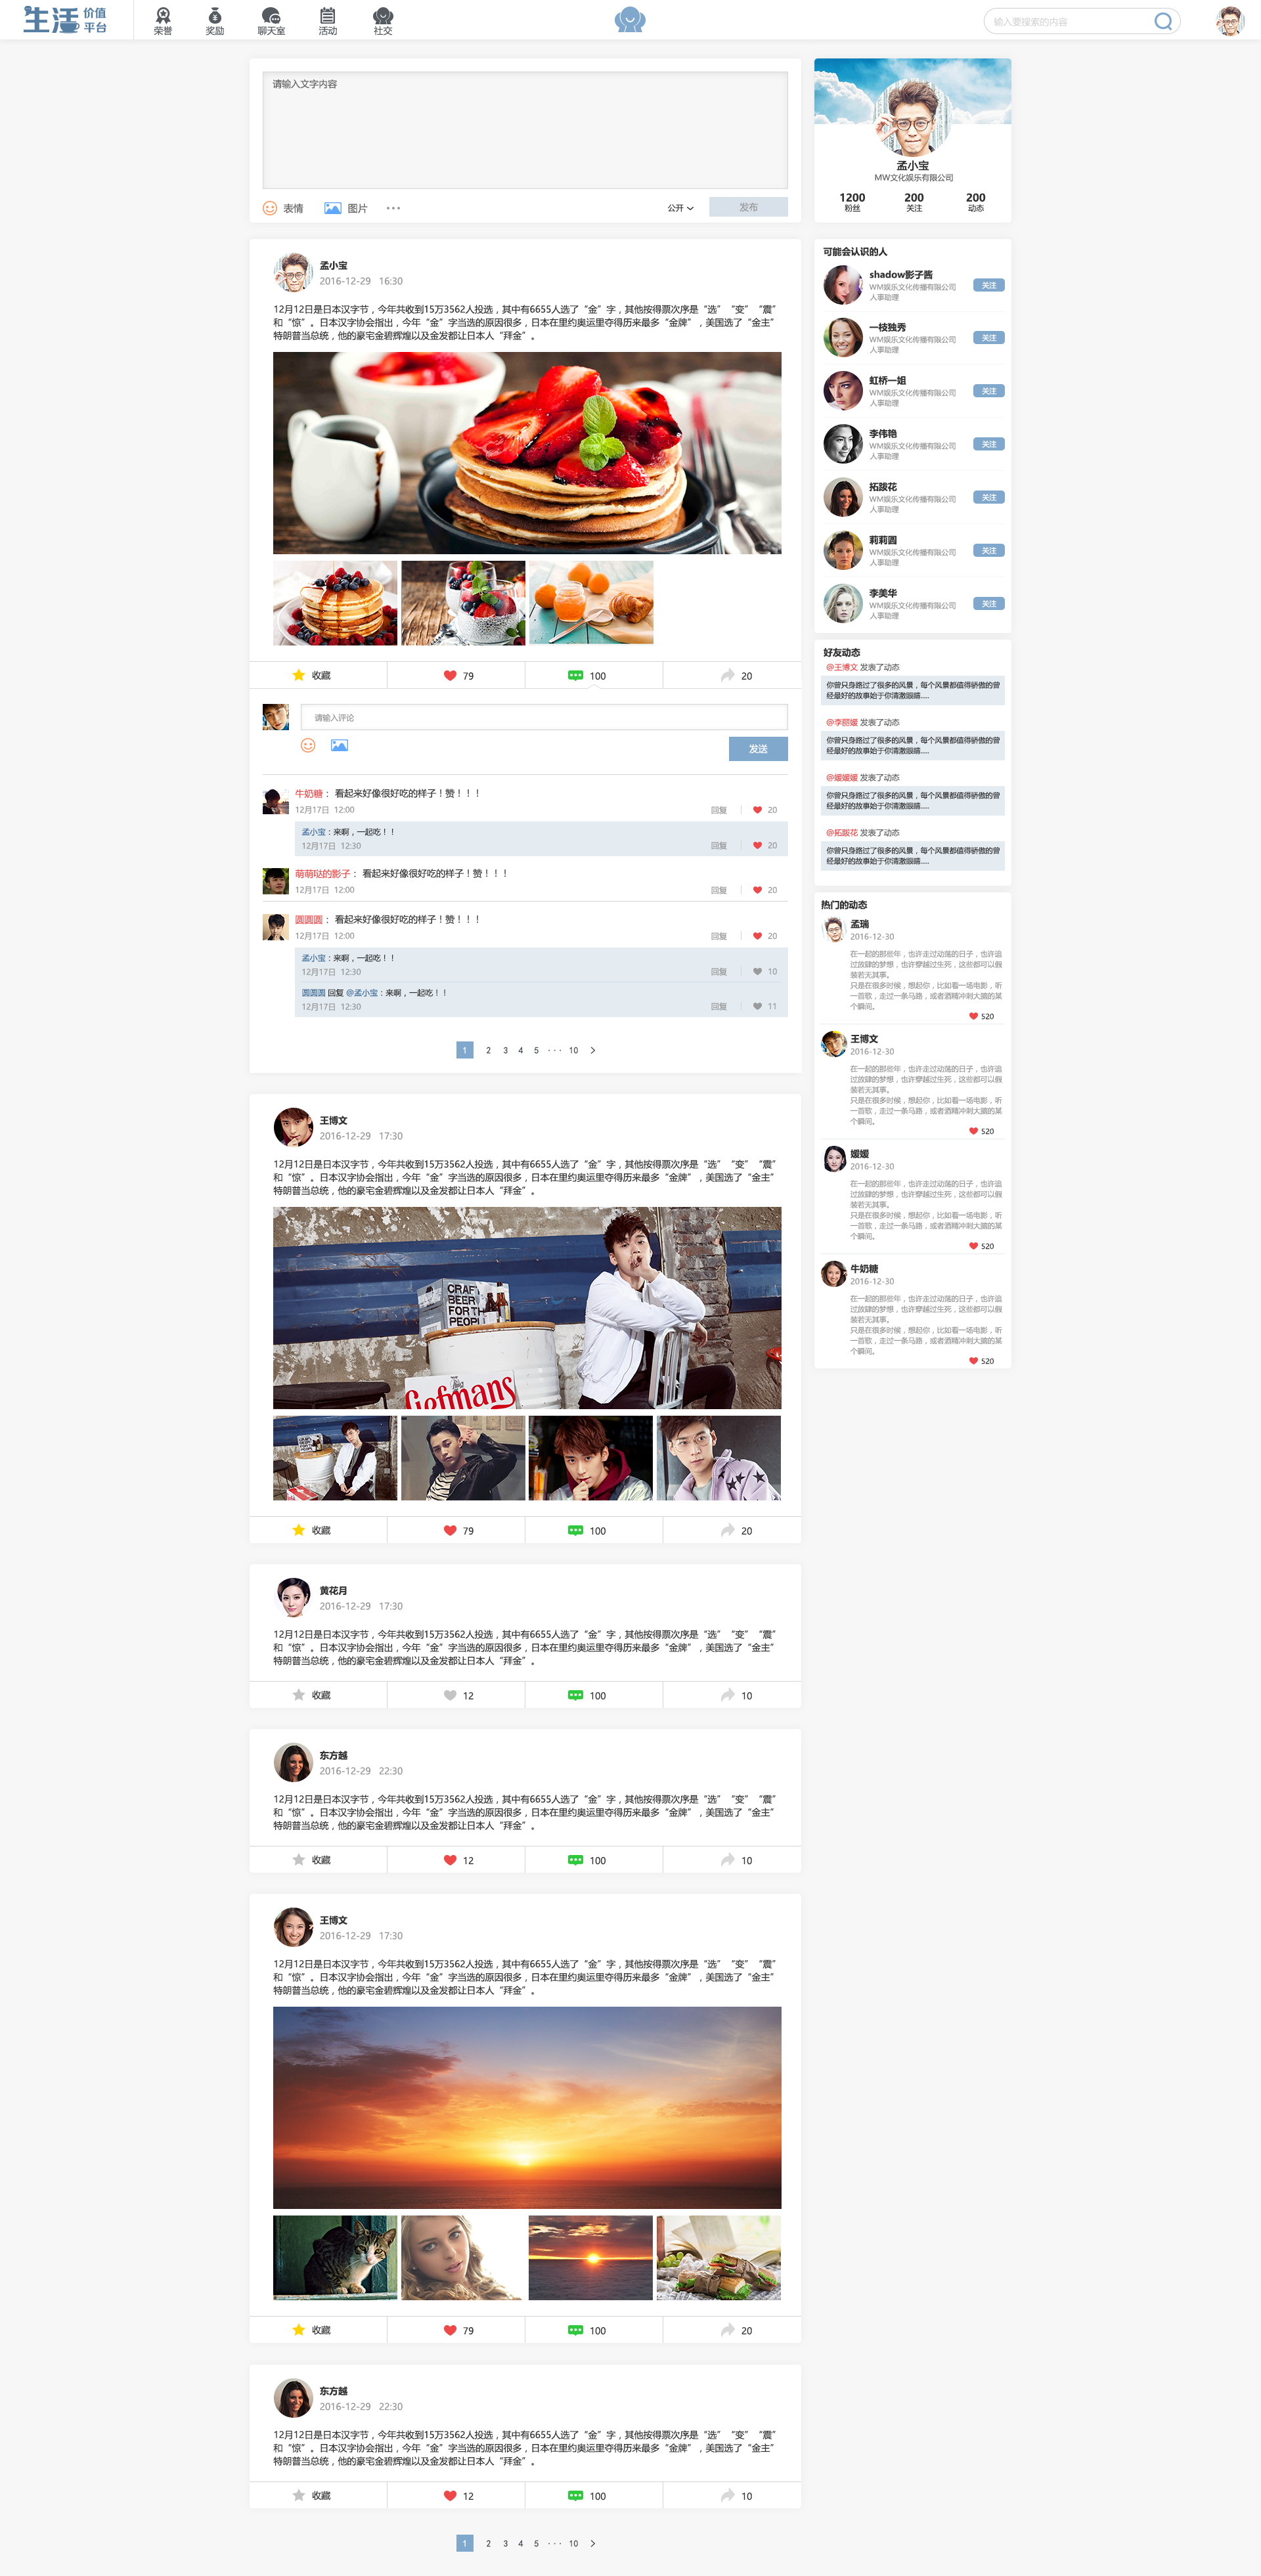 生活 价值平台
荣誉 奖励 聊天室 活动 社交
输入要搜索的内容
请输入文字内容
表情 图片 公开 发布
孟小宝
MW文化娱乐有限公司
1200 200 200
粉丝 关注 动态
孟小宝
2016-12-29 16:30
12月12日是日本汉字节，今年共收到15万3562人投选，其中有6655人选了“金”字，其他按得票次序是“选” “变” “震”
和“惊”。日本汉字协会指出，今年“金”字当选的原因很多，日本在里约奥运里夺得历来最多“金牌”，美国选了“金主”
特朗普当总统，他的豪宅金碧辉煌以及金发都让日本人“拜金”。
收藏 79 100 20
请输入评论
发送
牛奶糖： 看起来好像很好吃的样子！赞！！！
12月17日 12:00 回复 20
孟小宝：来啊，一起吃！！
12月17日 12:30 回复 20
萌萌哒的影子： 看起来好像很好吃的样子！赞！！！
12月17日 12:00 回复 20
圆圆圆： 看起来好像很好吃的样子！赞！！！
12月17日 12:00 回复 20
孟小宝：来啊，一起吃！！
12月17日 12:30 回复 10
圆圆圆 回复 @孟小宝：来啊，一起吃！！
12月17日 12:30 回复 11
1 2 3 4 5 ··· 10 >
王博文
2016-12-29 17:30
12月12日是日本汉字节，今年共收到15万3562人投选，其中有6655人选了“金”字，其他按得票次序是“选” “变” “震”
和“惊”。日本汉字协会指出，今年“金”字当选的原因很多，日本在里约奥运里夺得历来最多“金牌”，美国选了“金主”
特朗普当总统，他的豪宅金碧辉煌以及金发都让日本人“拜金”。
CRAFT
BEER
FOR THE
PEOPLE
Gefmans
收藏 79 100 20
黄花月
2016-12-29 17:30
12月12日是日本汉字节，今年共收到15万3562人投选，其中有6655人选了“金”字，其他按得票次序是“选” “变” “震”
和“惊”。日本汉字协会指出，今年“金”字当选的原因很多，日本在里约奥运里夺得历来最多“金牌”，美国选了“金主”
特朗普当总统，他的豪宅金碧辉煌以及金发都让日本人“拜金”。
收藏 12 100 10
东方越
2016-12-29 22:30
12月12日是日本汉字节，今年共收到15万3562人投选，其中有6655人选了“金”字，其他按得票次序是“选” “变” “震”
和“惊”。日本汉字协会指出，今年“金”字当选的原因很多，日本在里约奥运里夺得历来最多“金牌”，美国选了“金主”
特朗普当总统，他的豪宅金碧辉煌以及金发都让日本人“拜金”。
收藏 12 100 10
王博文
2016-12-29 17:30
12月12日是日本汉字节，今年共收到15万3562人投选，其中有6655人选了“金”字，其他按得票次序是“选” “变” “震”
和“惊”。日本汉字协会指出，今年“金”字当选的原因很多，日本在里约奥运里夺得历来最多“金牌”，美国选了“金主”
特朗普当总统，他的豪宅金碧辉煌以及金发都让日本人“拜金”。
收藏 79 100 20
东方越
2016-12-29 22:30
12月12日是日本汉字节，今年共收到15万3562人投选，其中有6655人选了“金”字，其他按得票次序是“选” “变” “震”
和“惊”。日本汉字协会指出，今年“金”字当选的原因很多，日本在里约奥运里夺得历来最多“金牌”，美国选了“金主”
特朗普当总统，他的豪宅金碧辉煌以及金发都让日本人“拜金”。
收藏 12 100 10
1 2 3 4 5 ··· 10 >
可能会认识的人
shadow影子酱
WM娱乐文化传播有限公司 关注
人事助理
一枝独秀
WM娱乐文化传播有限公司 关注
人事助理
虹桥一姐
WM娱乐文化传播有限公司 关注
人事助理
李伟艳
WM娱乐文化传播有限公司 关注
人事助理
拓跋花
WM娱乐文化传播有限公司 关注
人事助理
莉莉圆
WM娱乐文化传播有限公司 关注
人事助理
李美华
WM娱乐文化传播有限公司 关注
人事助理
好友动态
@王博文 发表了动态
你曾只身路过了很多的风景，每个风景都值得骄傲的曾
经最好的故事始于你清澈眼睛.....
@李丽媛 发表了动态
你曾只身路过了很多的风景，每个风景都值得骄傲的曾
经最好的故事始于你清澈眼睛.....
@媛媛媛 发表了动态
你曾只身路过了很多的风景，每个风景都值得骄傲的曾
经最好的故事始于你清澈眼睛.....
@拓跋花 发表了动态
你曾只身路过了很多的风景，每个风景都值得骄傲的曾
经最好的故事始于你清澈眼睛.....
热门的动态
孟瑞
2016-12-30
在一起的那些年，也许走过动荡的日子，也许追
过放肆的梦想，也许穿越过生死，这些都可以假
装若无其事。
只是在很多时候，想起你，比如看一场电影，听
一首歌，走过一条马路，或者酒精冲刺大脑的某
个瞬间。
520
王博文
2016-12-30
在一起的那些年，也许走过动荡的日子，也许追
过放肆的梦想，也许穿越过生死，这些都可以假
装若无其事。
只是在很多时候，想起你，比如看一场电影，听
一首歌，走过一条马路，或者酒精冲刺大脑的某
个瞬间。
520
媛媛
2016-12-30
在一起的那些年，也许走过动荡的日子，也许追
过放肆的梦想，也许穿越过生死，这些都可以假
装若无其事。
只是在很多时候，想起你，比如看一场电影，听
一首歌，走过一条马路，或者酒精冲刺大脑的某
个瞬间。
520
牛奶糖
2016-12-30
在一起的那些年，也许走过动荡的日子，也许追
过放肆的梦想，也许穿越过生死，这些都可以假
装若无其事。
只是在很多时候，想起你，比如看一场电影，听
一首歌，走过一条马路，或者酒精冲刺大脑的某
个瞬间。
520